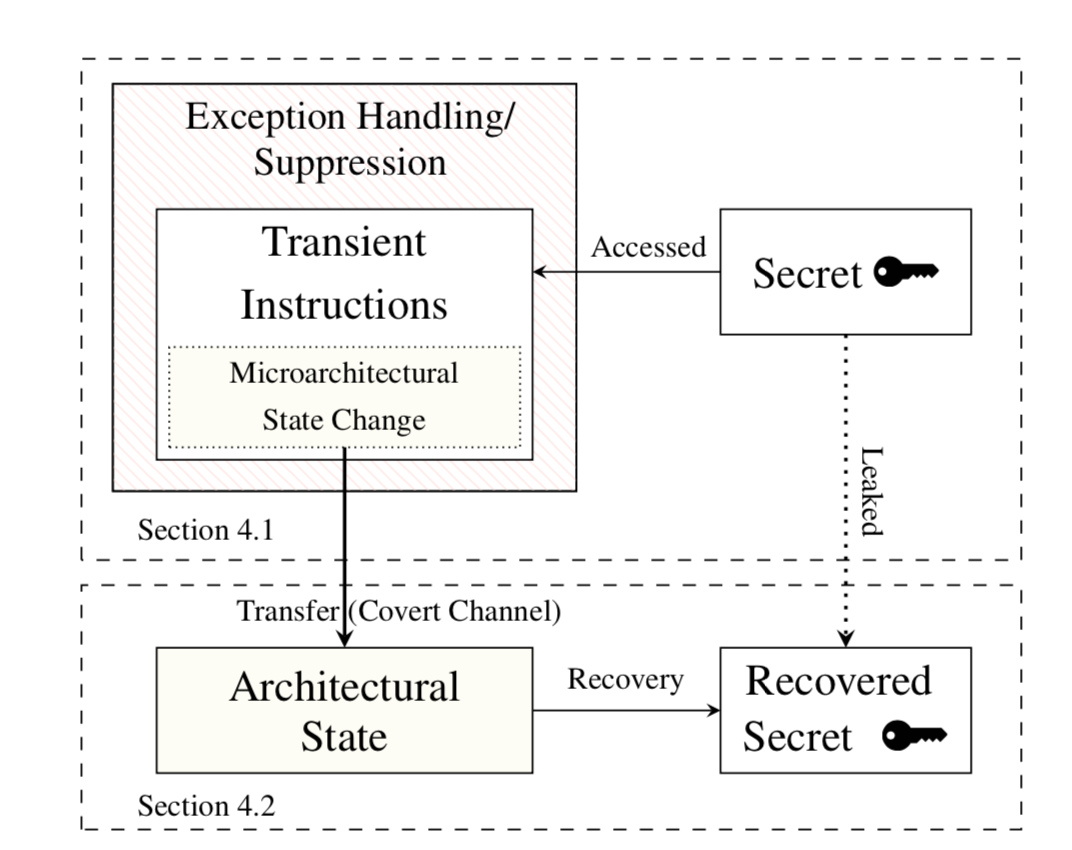 Exception Handling/
Suppression
Transient
Instructions
Microarchitectural
State Change
Accessed
Secret
Leaked
Section 4.1
Transfer (Covert Channel)
Architectural
State
Recovery
Recovered
Secret
Section 4.2